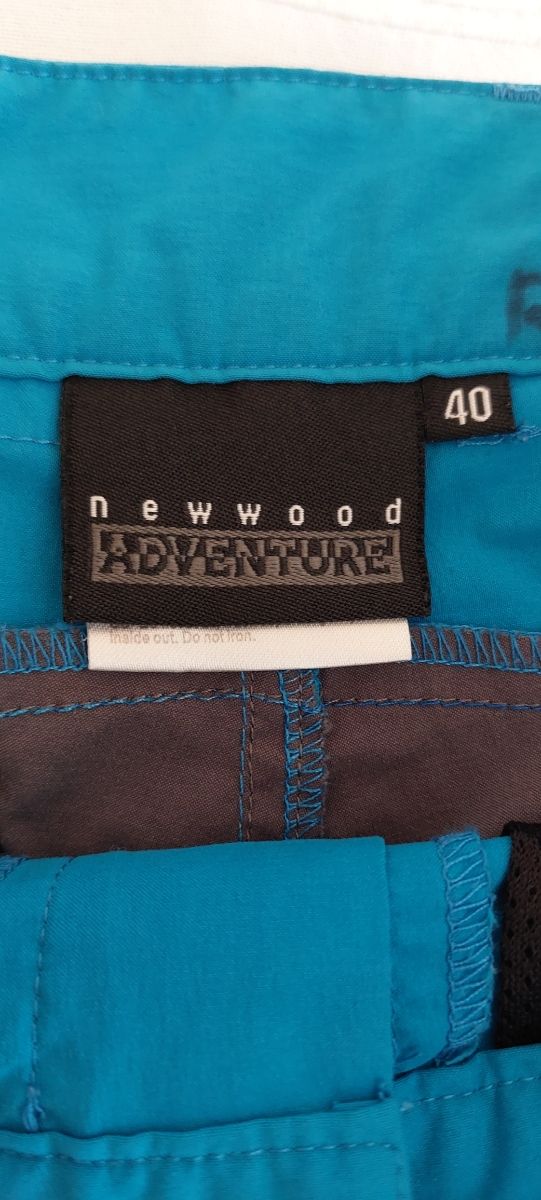 40
newwood
ADVENTURE
inside out. Do not iron.